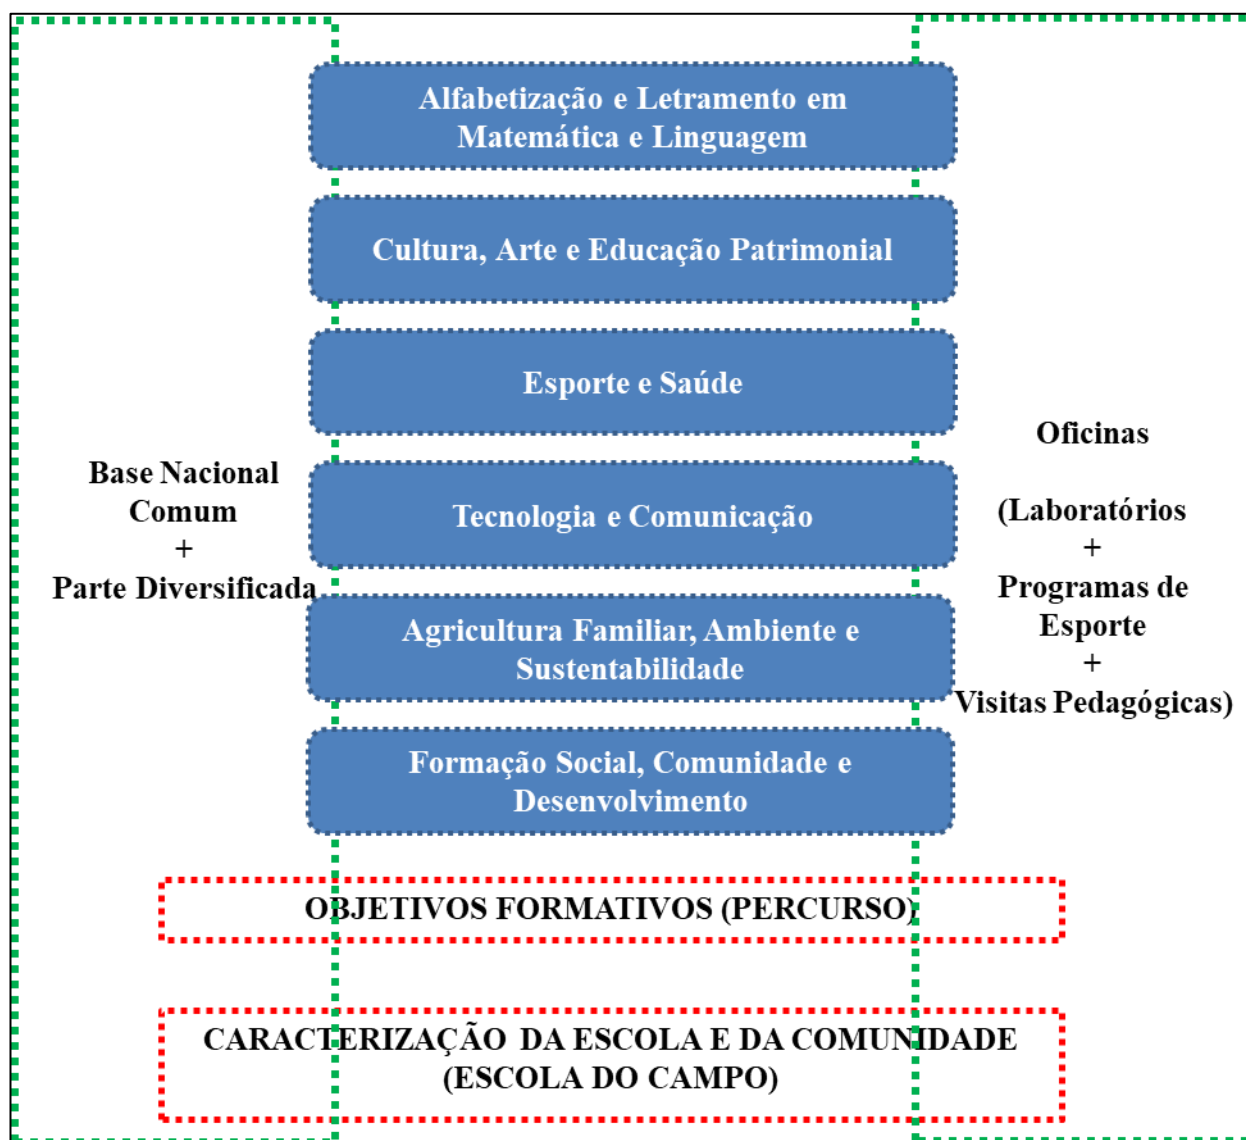 Alfabetização e Letramento em
Matemática e Linguagem
Cultura, Arte e Educação Patrimonial
Esporte e Saúde
Tecnologia e Comunicação
Agricultura Familiar, Ambiente e
Sustentabilidade
Formação Social, Comunidade e
Desenvolvimento
Base Nacional
Comum
+
Parte Diversificada
Oficinas
(Laboratórios
+
Programas de
Esporte
+
Visitas Pedagógicas)
OBJETIVOS FORMATIVOS (PERCURSO)
CARACTERIZAÇÃO DA ESCOLA E DA COMUNIDADE
(ESCOLA DO CAMPO)